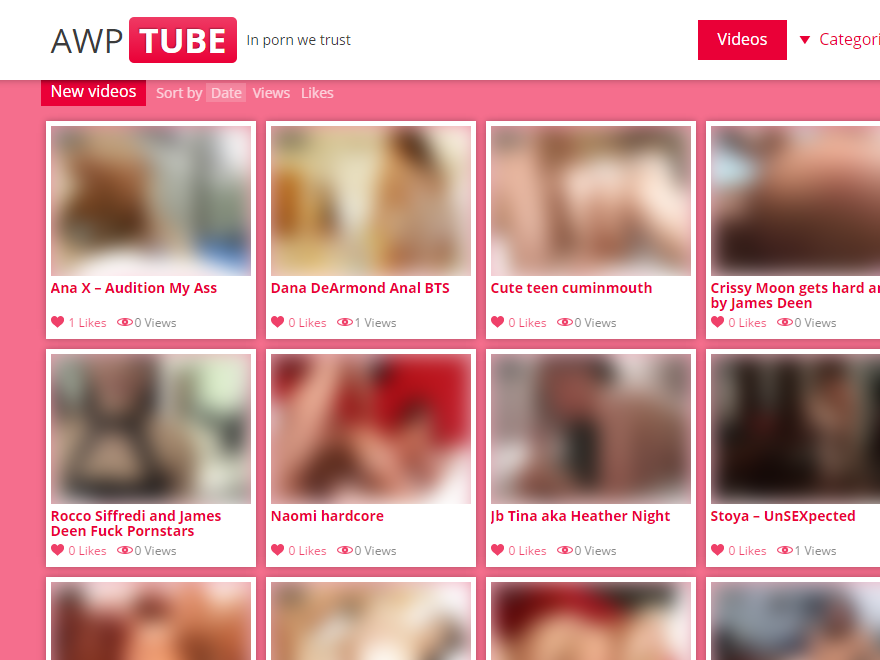 AWP TUBE In porn we trust
Videos ▼ Categori
New videos Sort by Date Views Likes
Ana X – Audition My Ass
1 Likes 0 Views
Dana DeArmond Anal BTS
0 Likes 1 Views
Cute teen cuminmouth
0 Likes 0 Views
Crissy Moon gets hard an
by James Deen
0 Likes 0 Views
Rocco Siffredi and James
Deen Fuck Pornstars
0 Likes 0 Views
Naomi hardcore
0 Likes 0 Views
Jb Tina aka Heather Night
0 Likes 0 Views
Stoya – UnSEXpected
0 Likes 1 Views